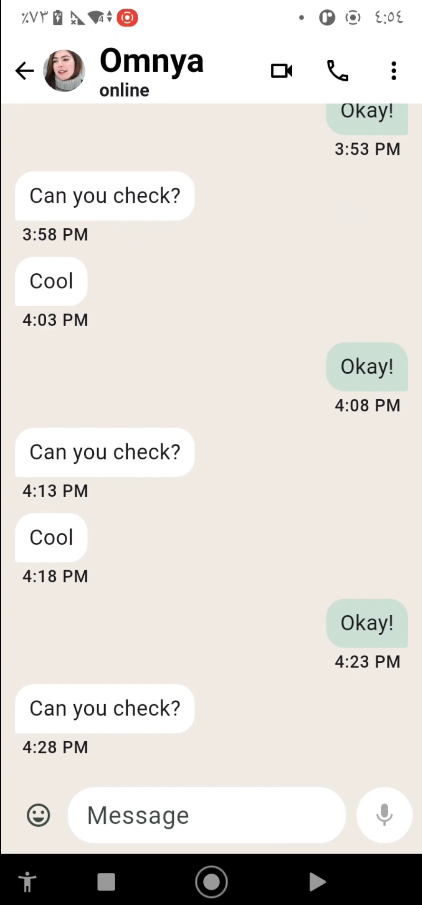 ٪٧٣ ٤:٥٤
Omnya
online
Okay!
3:53 PM
Can you check?
3:58 PM
Cool
4:03 PM
Okay!
4:08 PM
Can you check?
4:13 PM
Cool
4:18 PM
Okay!
4:23 PM
Can you check?
4:28 PM
Message